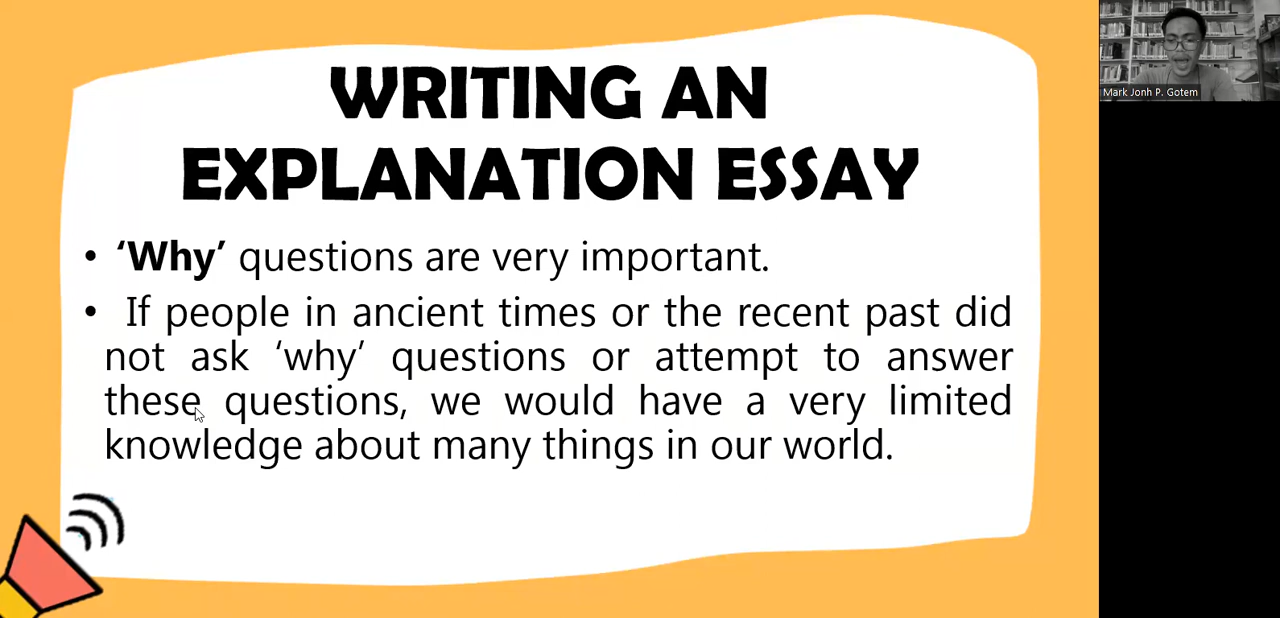 WRITING AN
EXPLANATION ESSAY
• ‘Why’ questions are very important.
• If people in ancient times or the recent past did
not ask ‘why’ questions or attempt to answer
these questions, we would have a very limited
knowledge about many things in our world.
Mark Jonh P. Gotem